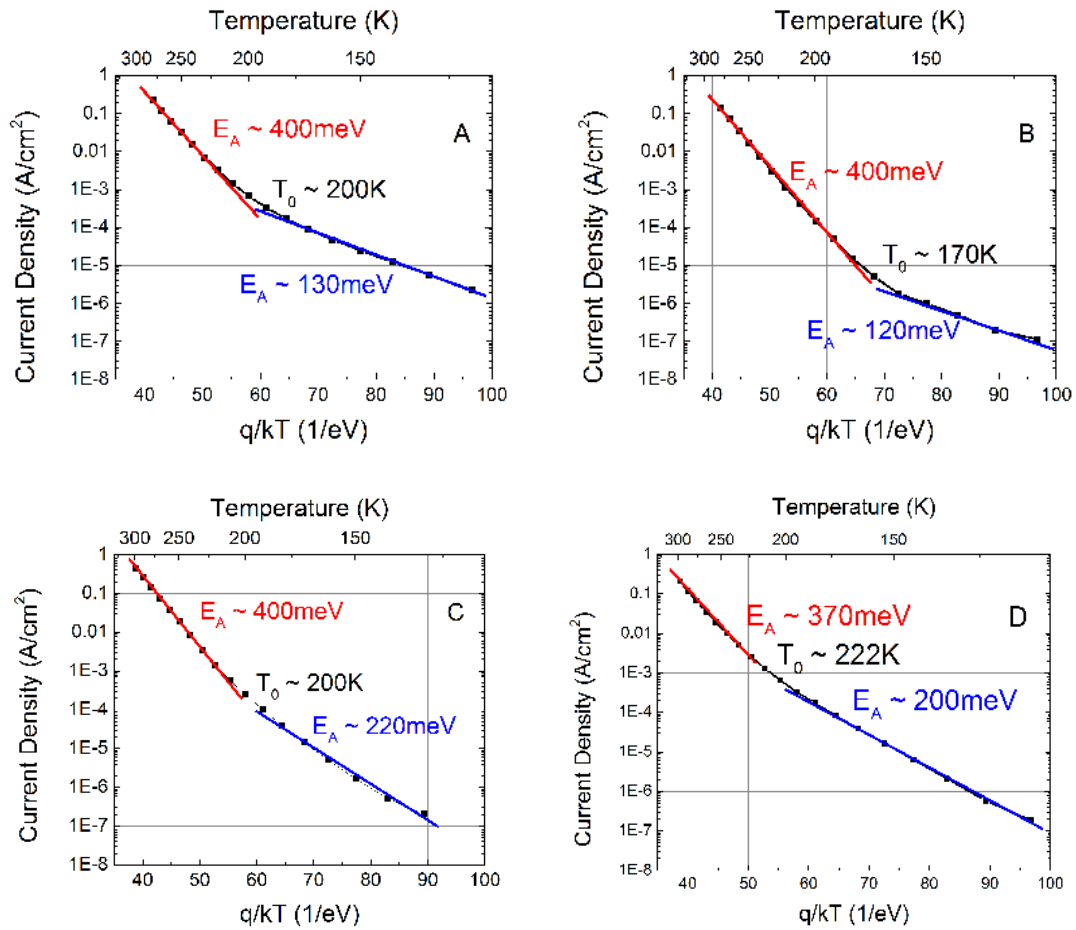 Temperature (K)
300 250 200 150
Current Density (A/cm²)
1
0.1
0.01
1E-3
1E-4
1E-5
1E-6
1E-7
1E-8
A
E_A ~ 400meV
T_0 ~ 200K
E_A ~ 130meV
40 50 60 70 80 90 100
q/kT (1/eV)
Temperature (K)
300 250 200 150
Current Density (A/cm²)
1
0.1
0.01
1E-3
1E-4
1E-5
1E-6
1E-7
1E-8
B
E_A ~ 400meV
T_0 ~ 170K
E_A ~ 120meV
40 60 80 100
q/kT (1/eV)
Temperature (K)
300 250 200 150
Current Density (A/cm²)
1
0.1
0.01
1E-3
1E-4
1E-5
1E-6
1E-7
1E-8
C
E_A ~ 400meV
T_0 ~ 200K
E_A ~ 220meV
40 50 60 70 80 90 100
q/kT (1/eV)
Temperature (K)
300 250 200 150
Current Density (A/cm²)
1
0.1
0.01
1E-3
1E-4
1E-5
1E-6
1E-7
1E-8
D
E_A ~ 370meV
T_0 ~ 222K
E_A ~ 200meV
40 50 60 70 80 90 100
q/kT (1/eV)